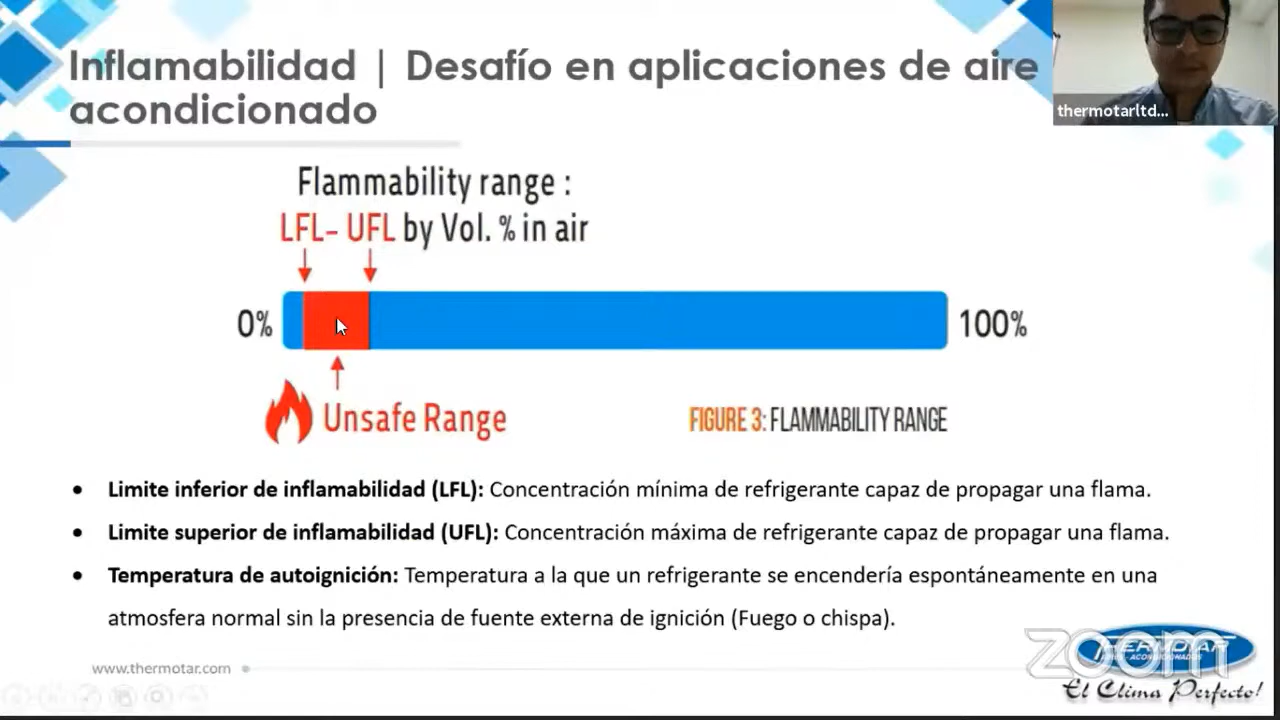 Inflamabilidad | Desafío en aplicaciones de aire
acondicionado
thermotarltd...
Flammability range :
LFL- UFL by Vol. % in air
0%
100%
Unsafe Range
FIGURE 3: FLAMMABILITY RANGE
• Limite inferior de inflamabilidad (LFL): Concentración mínima de refrigerante capaz de propagar una flama.
• Limite superior de inflamabilidad (UFL): Concentración máxima de refrigerante capaz de propagar una flama.
• Temperatura de autoignición: Temperatura a la que un refrigerante se encendería espontáneamente en una
atmosfera normal sin la presencia de fuente externa de ignición (Fuego o chispa).
www.thermotar.com
zoom
THERMOTAR
El Clima Perfecto!